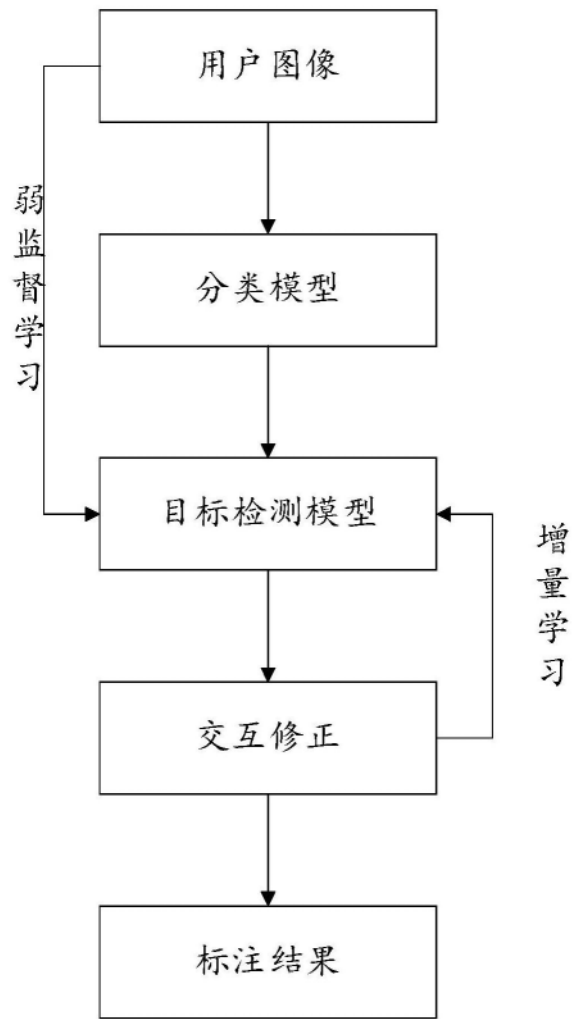 用户图像
弱监督学习
分类模型
目标检测模型
增量学习
交互修正
标注结果